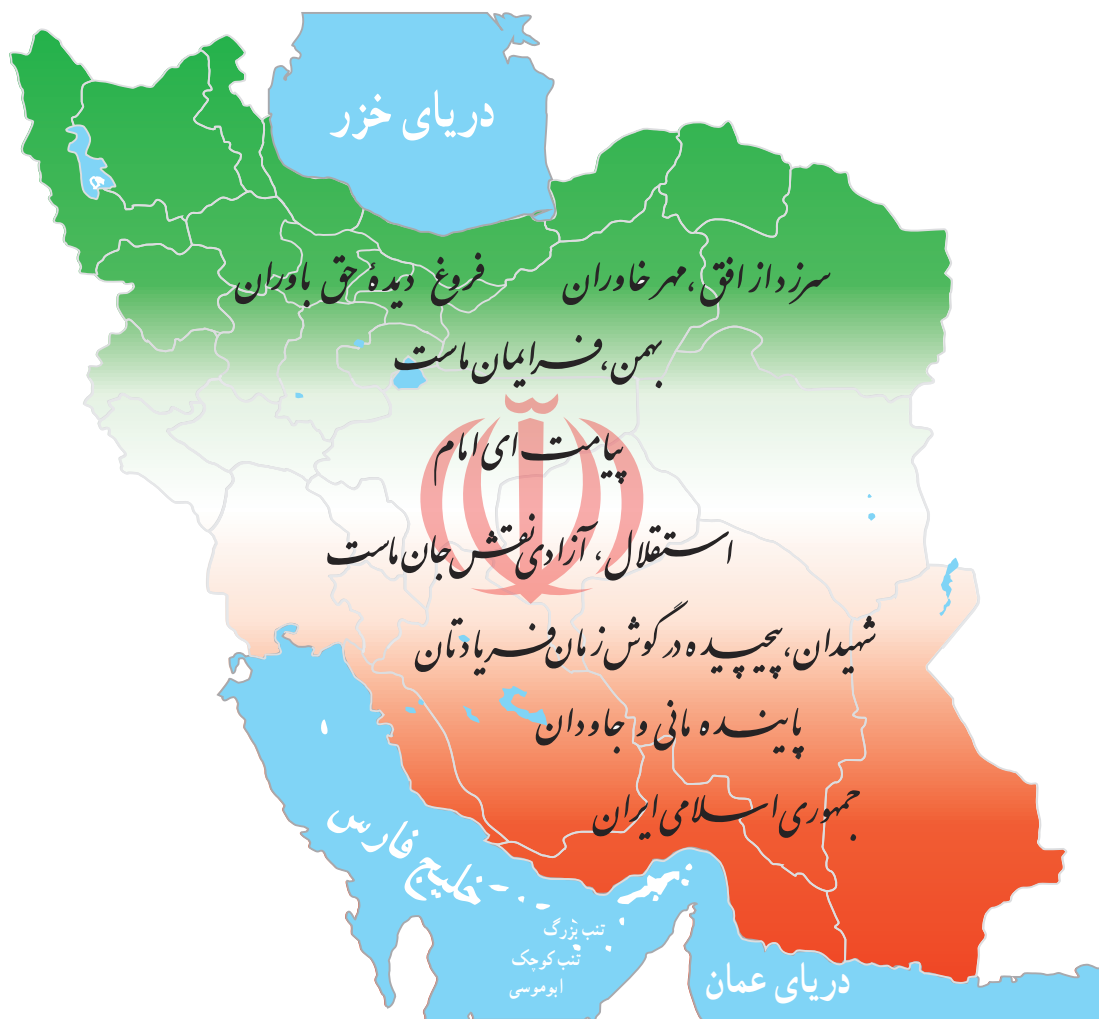 دریای خزر
سرزد از افق، مهر خاوران    فروغ دیدهٔ حق باوران
بهمن، فر ایمان ماست
پیامت ای امام
استقلال، آزادی نقش جان ماست
شهیدان، پیچیده در گوش زمان فریادتان
پاینده مانی و جاودان
جمهوری اسلامی ایران
خلیج فارس
تنب بزرگ
تنب کوچک
ابوموسی
دریای عمان